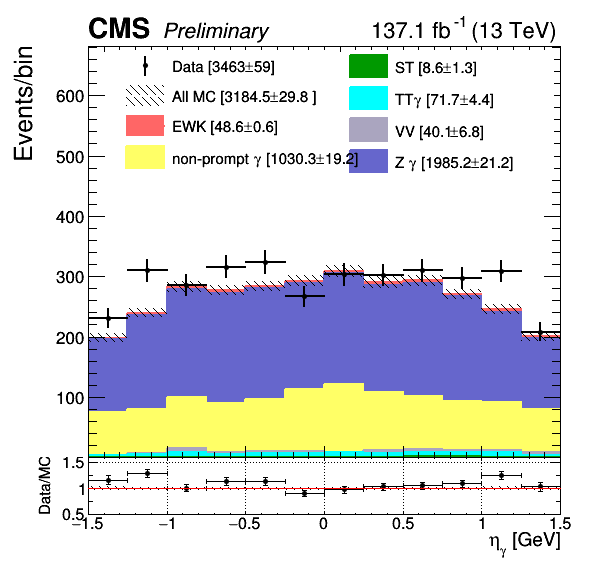 CMS Preliminary 137.1 fb⁻¹ (13 TeV)
Events/bin
Data [3463±59]
All MC [3184.5±29.8 ]
EWK [48.6±0.6]
non-prompt γ [1030.3±19.2]
ST [8.6±1.3]
TTγ [71.7±4.4]
VV [40.1±6.8]
Z γ [1985.2±21.2]
600
500
400
300
200
100
Data/MC
1.5
1
0.5
−1.5 −1 −0.5 0 0.5 1 1.5
η_γ [GeV]